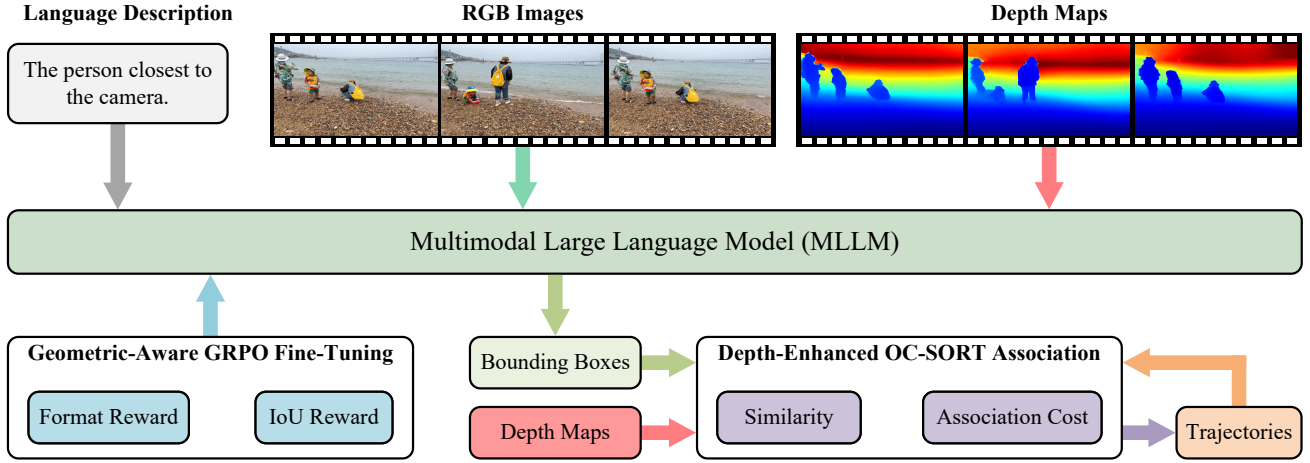 Language Description
RGB Images
Depth Maps
The person closest to
the camera.
Multimodal Large Language Model (MLLM)
Geometric-Aware GRPO Fine-Tuning
Format Reward
IoU Reward
Bounding Boxes
Depth Maps
Depth-Enhanced OC-SORT Association
Similarity
Association Cost
Trajectories